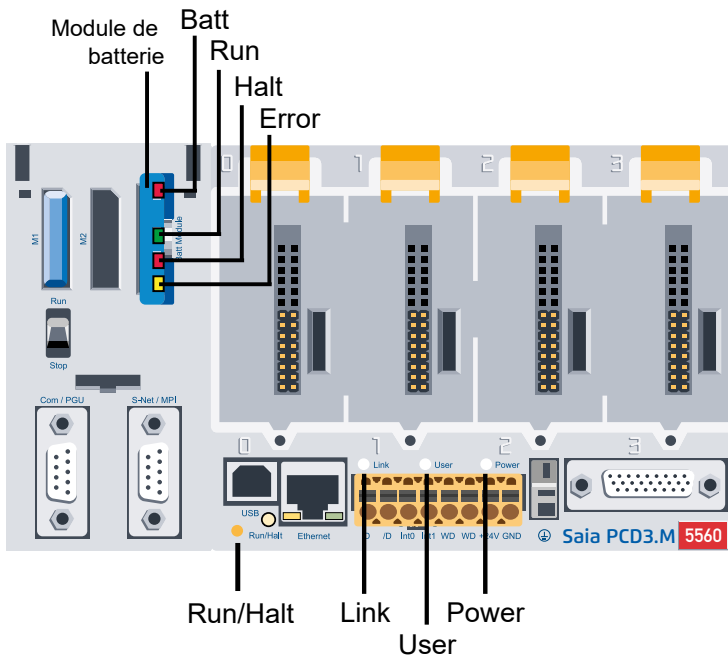 Module de
batterie
Batt
Run
Halt
Error
0
1
2
3
M1
M2
Batt Module
Run
Stop
Com / PGU
S-Net / MPI
0
1
2
3
Link
User
Power
USB
Run/Halt
Ethernet
/D Int0 Int1 WD WD +24V GND
Saia PCD3.M 5560
Run/Halt
Link
Power
User